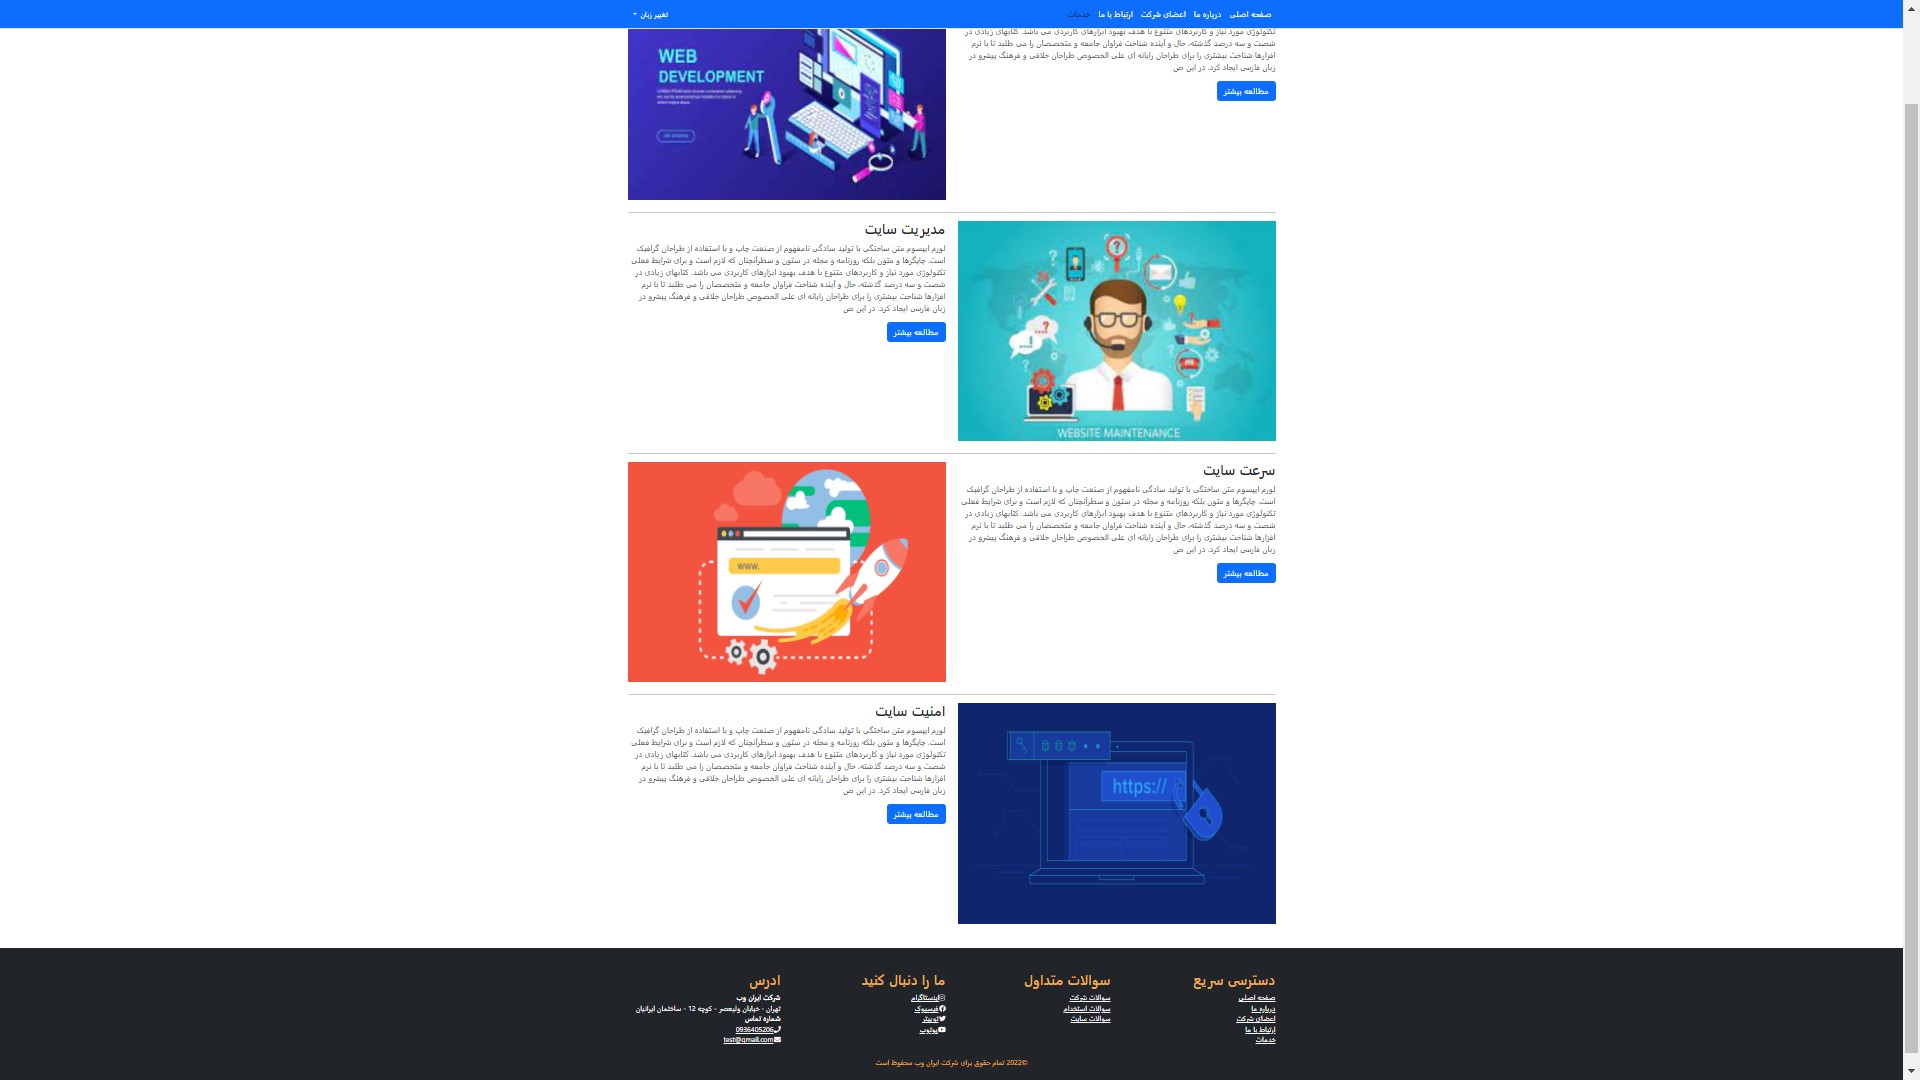 صفحه اصلی
درباره ما
اعضای شرکت
ارتباط با ما
خدمات
تغییر زبان
تکنولوژی مورد نیاز و کاربردهای متنوع با هدف بهبود ابزارهای کاربردی می باشد. کتابهای زیادی در
شصت و سه درصد گذشته، حال و آینده شناخت فراوان جامعه و متخصصان را می طلبد تا با نرم
افزارها شناخت بیشتری را برای طراحان رایانه ای علی الخصوص طراحان خلاقی و فرهنگ پیشرو در
زبان فارسی ایجاد کرد. در این ص
مطالعه بیشتر
WEB
DEVELOPMENT
مدیریت سایت
لورم ایپسوم متن ساختگی با تولید سادگی نامفهوم از صنعت چاپ و با استفاده از طراحان گرافیک
است. چاپگرها و متون بلکه روزنامه و مجله در ستون و سطرآنچنان که لازم است و برای شرایط فعلی
تکنولوژی مورد نیاز و کاربردهای متنوع با هدف بهبود ابزارهای کاربردی می باشد. کتابهای زیادی در
شصت و سه درصد گذشته، حال و آینده شناخت فراوان جامعه و متخصصان را می طلبد تا با نرم
افزارها شناخت بیشتری را برای طراحان رایانه ای علی الخصوص طراحان خلاقی و فرهنگ پیشرو در
زبان فارسی ایجاد کرد. در این ص
مطالعه بیشتر
24
WEBSITE MAINTENANCE
سرعت سایت
لورم ایپسوم متن ساختگی با تولید سادگی نامفهوم از صنعت چاپ و با استفاده از طراحان گرافیک
است. چاپگرها و متون بلکه روزنامه و مجله در ستون و سطرآنچنان که لازم است و برای شرایط فعلی
تکنولوژی مورد نیاز و کاربردهای متنوع با هدف بهبود ابزارهای کاربردی می باشد. کتابهای زیادی در
شصت و سه درصد گذشته، حال و آینده شناخت فراوان جامعه و متخصصان را می طلبد تا با نرم
افزارها شناخت بیشتری را برای طراحان رایانه ای علی الخصوص طراحان خلاقی و فرهنگ پیشرو در
زبان فارسی ایجاد کرد. در این ص
مطالعه بیشتر
www.
امنیت سایت
لورم ایپسوم متن ساختگی با تولید سادگی نامفهوم از صنعت چاپ و با استفاده از طراحان گرافیک
است. چاپگرها و متون بلکه روزنامه و مجله در ستون و سطرآنچنان که لازم است و برای شرایط فعلی
تکنولوژی مورد نیاز و کاربردهای متنوع با هدف بهبود ابزارهای کاربردی می باشد. کتابهای زیادی در
شصت و سه درصد گذشته، حال و آینده شناخت فراوان جامعه و متخصصان را می طلبد تا با نرم
افزارها شناخت بیشتری را برای طراحان رایانه ای علی الخصوص طراحان خلاقی و فرهنگ پیشرو در
زبان فارسی ایجاد کرد. در این ص
مطالعه بیشتر
https://
دسترسی سریع
صفحه اصلی
درباره ما
اعضای شرکت
ارتباط با ما
خدمات
سوالات متداول
سوالات شرکت
سوالات استخدام
سوالات سایت
ما را دنبال کنید
اینستاگرام
فیسبوک
توییتر
یوتوب
ادرس
شرکت ایران وب
تهران - خیابان ولیعصر - کوچه 12 - ساختمان ایرانیان
شماره تماس
0936405206
test@gmail.com
©2022 تمام حقوق برای شرکت ایران وب محفوظ است